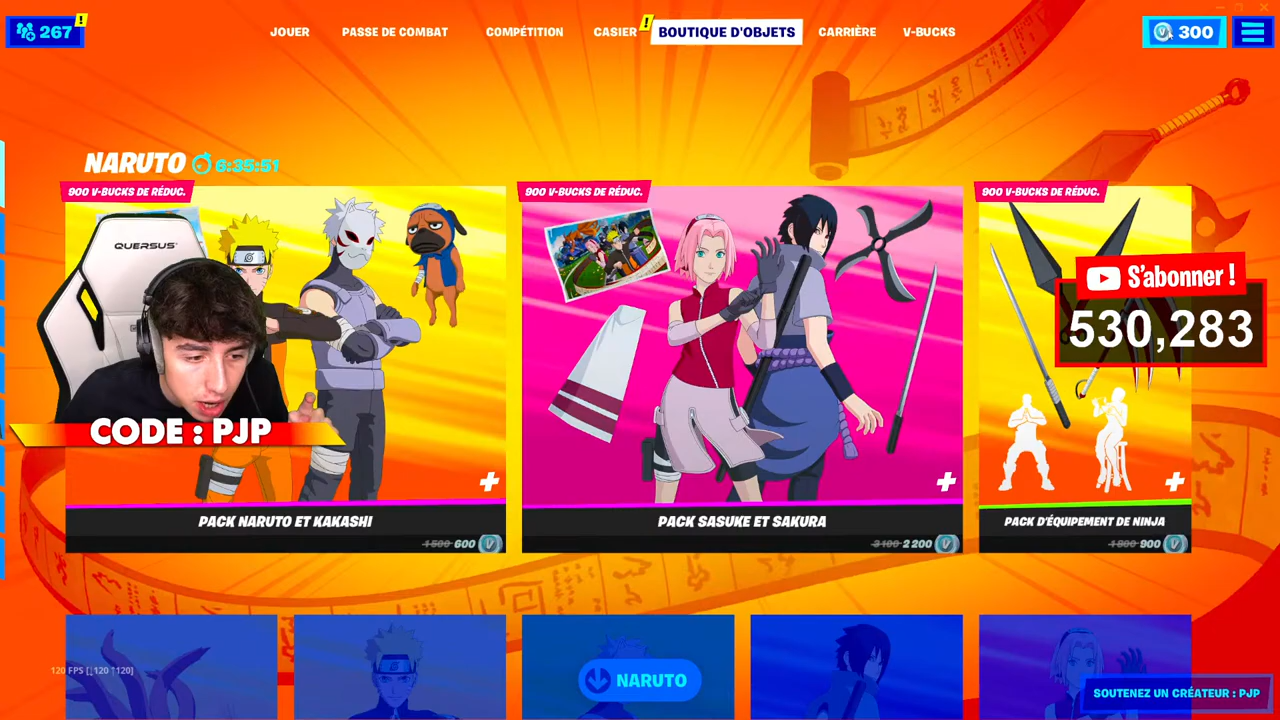 267
!
JOUER
PASSE DE COMBAT
COMPÉTITION
CASIER
!
BOUTIQUE D'OBJETS
CARRIÈRE
V-BUCKS
300
NARUTO
6:35:51
900 V-BUCKS DE RÉDUC.
900 V-BUCKS DE RÉDUC.
900 V-BUCKS DE RÉDUC.
QUERSUS
S'abonner !
530,283
CODE : PJP
PACK NARUTO ET KAKASHI
1 500 600
PACK SASUKE ET SAKURA
3 100 2 200
PACK D'ÉQUIPEMENT DE NINJA
1 800 900
120 FPS [↓120 ↑120]
NARUTO
SOUTENEZ UN CRÉATEUR : PJP